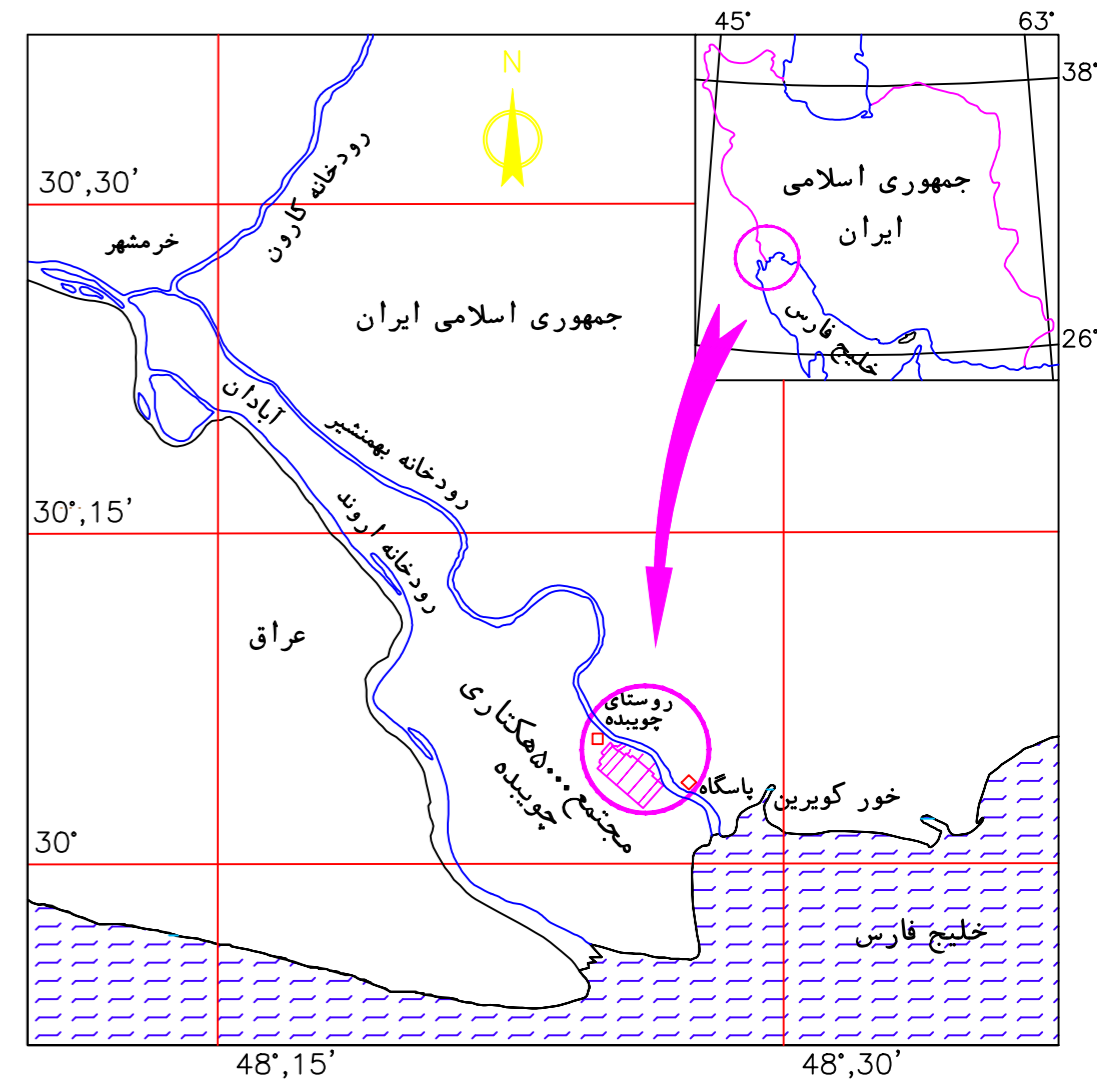 45°
63°
38°
26°
N
جمهوری اسلامی
ایران
خلیج فارس
30°,30'
رودخانه کارون
خرمشهر
جمهوری اسلامی ایران
آبادان
رودخانه بهمنشیر
30°,15'
رودخانه اروند
عراق
روستای
چویبده
مجتمع ۵۰۰۰هکتاری
چویبده
پاسگاه
خور کویرین
30°
خلیج فارس
48°,15'
48°,30'